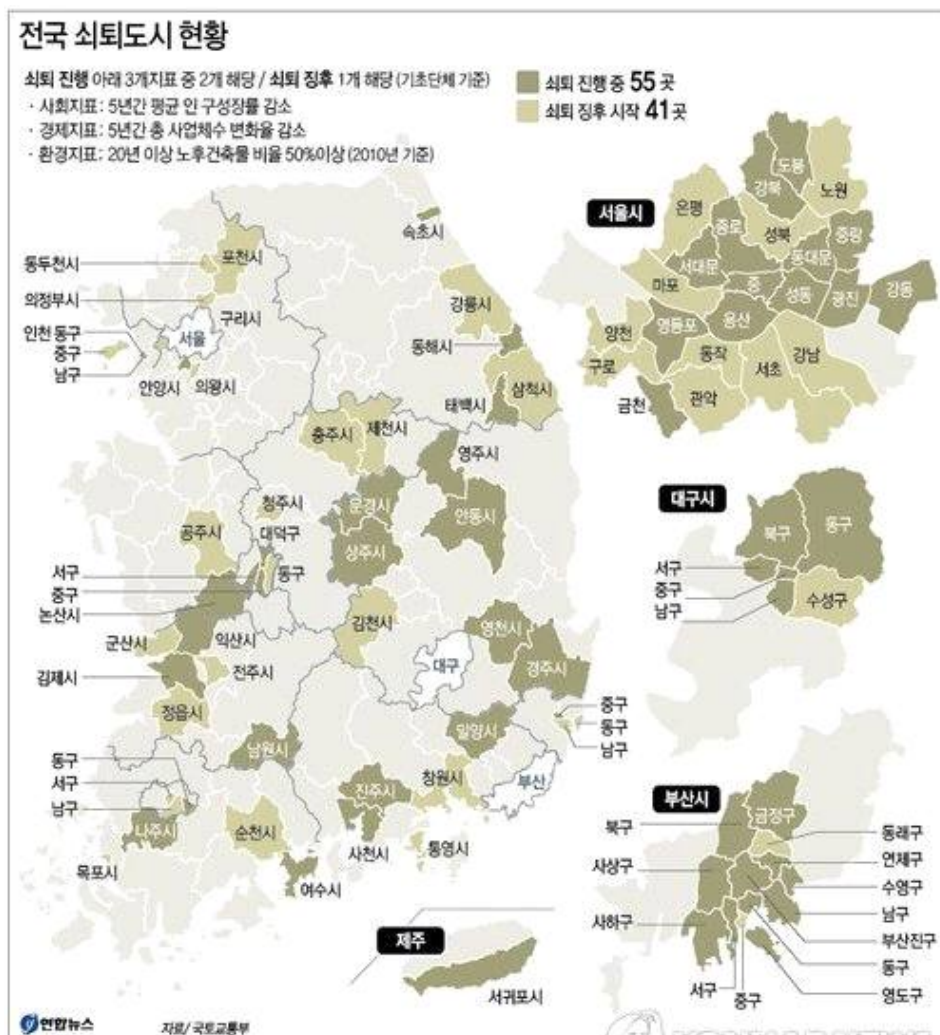 전국 쇠퇴도시 현황
쇠퇴 진행 아래 3개지표 중 2개 해당 / 쇠퇴 징후 1개 해당 (기초단체 기준)
· 사회지표: 5년간 평균 인 구성장률 감소
· 경제지표: 5년간 총 사업체수 변화율 감소
· 환경지표: 20년 이상 노후건축물 비율 50%이상 (2010년 기준)
쇠퇴 진행 중 55 곳
쇠퇴 징후 시작 41곳
속초시
포천시
동두천시
의정부시
구리시
서울
인천 동구
중구
남구
안양시
의왕시
강릉시
동해시
삼척시
태백시
충주시
제천시
영주시
청주시
문경시
안동시
공주시
대덕구
상주시
서구
중구
동구
논산시
군산시
익산시
김천시
영천시
대구
경주시
김제시
전주시
정읍시
중구
동구
남구
밀양시
동구
서구
남구
남원시
창원시
부산
진주시
나주시
순천시
목포시
여수시
사천시
통영시
서울시
도봉
강북
노원
은평
종로
성북
중랑
서대문
동대문
마포
중
성동
광진
강동
양천
영등포
용산
구로
동작
서초
강남
금천
관악
대구시
북구
동구
서구
중구
남구
수성구
부산시
금정구
북구
동래구
사상구
연제구
수영구
사하구
남구
부산진구
동구
서구
중구
영도구
제주
서귀포시
연합뉴스
자료/ 국토교통부